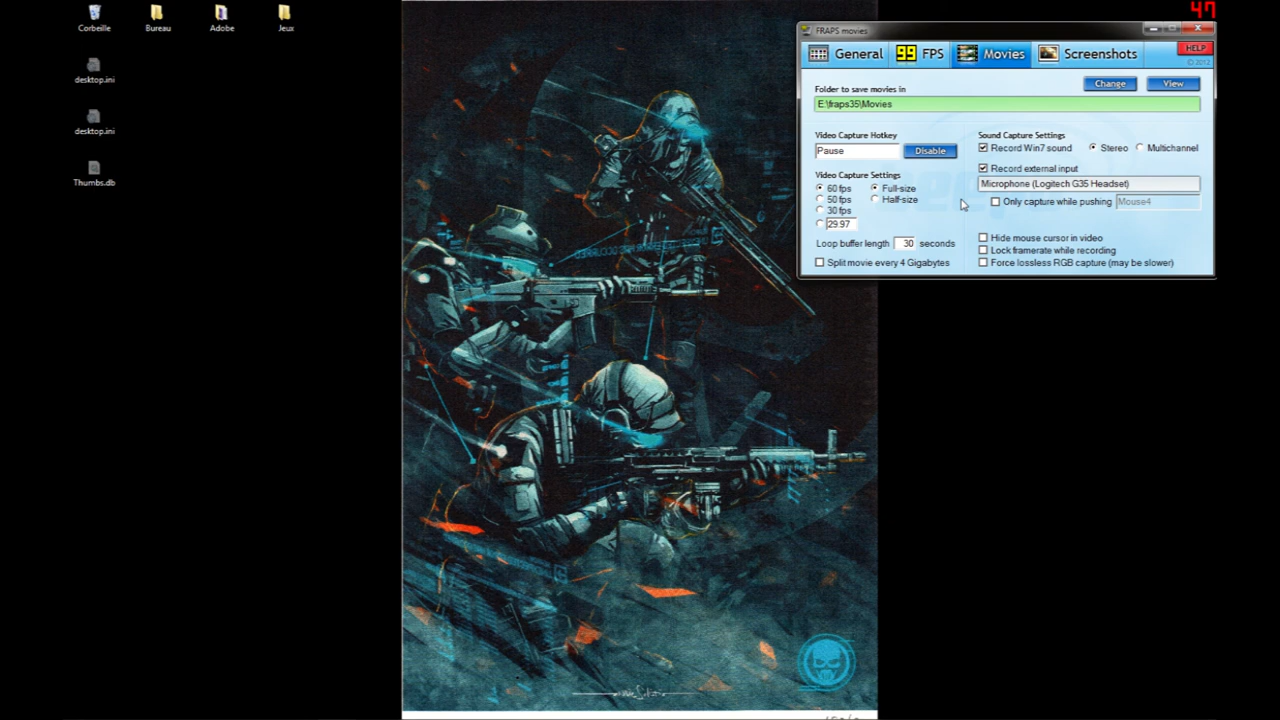 Corbeille
Bureau
Adobe
Jeux
desktop.ini
desktop.ini
Thumbs.db
47
FRAPS movies
General
99 FPS
Movies
Screenshots
HELP
© 2012
Folder to save movies in
Change
View
E:\fraps35\Movies
Video Capture Hotkey
Pause
Disable
Video Capture Settings
60 fps
Full-size
50 fps
Half-size
30 fps
29.97
Loop buffer length 30 seconds
Split movie every 4 Gigabytes
Sound Capture Settings
Record Win7 sound
Stereo
Multichannel
Record external input
Microphone (Logitech G35 Headset)
Only capture while pushing Mouse4
Hide mouse cursor in video
Lock framerate while recording
Force lossless RGB capture (may be slower)